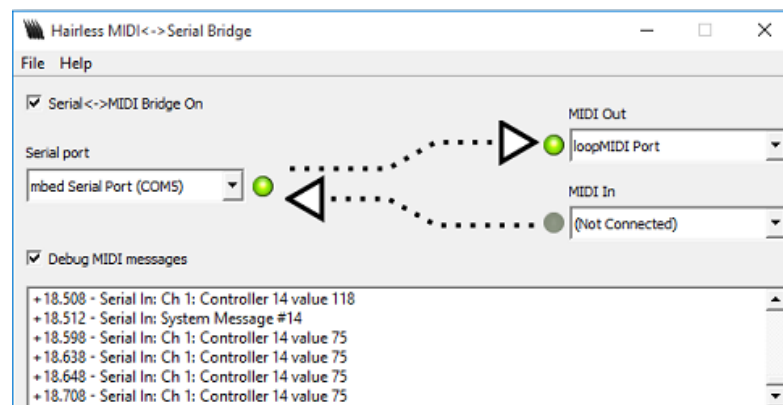 Hairless MIDI<->Serial Bridge
File Help
Serial<->MIDI Bridge On
MIDI Out
loopMIDI Port
Serial port
mbed Serial Port (COM5)
MIDI In
(Not Connected)
Debug MIDI messages
+18.508 - Serial In: Ch 1: Controller 14 value 118
+18.512 - Serial In: System Message #14
+18.598 - Serial In: Ch 1: Controller 14 value 75
+18.638 - Serial In: Ch 1: Controller 14 value 75
+18.648 - Serial In: Ch 1: Controller 14 value 75
+18.708 - Serial In: Ch 1: Controller 14 value 75